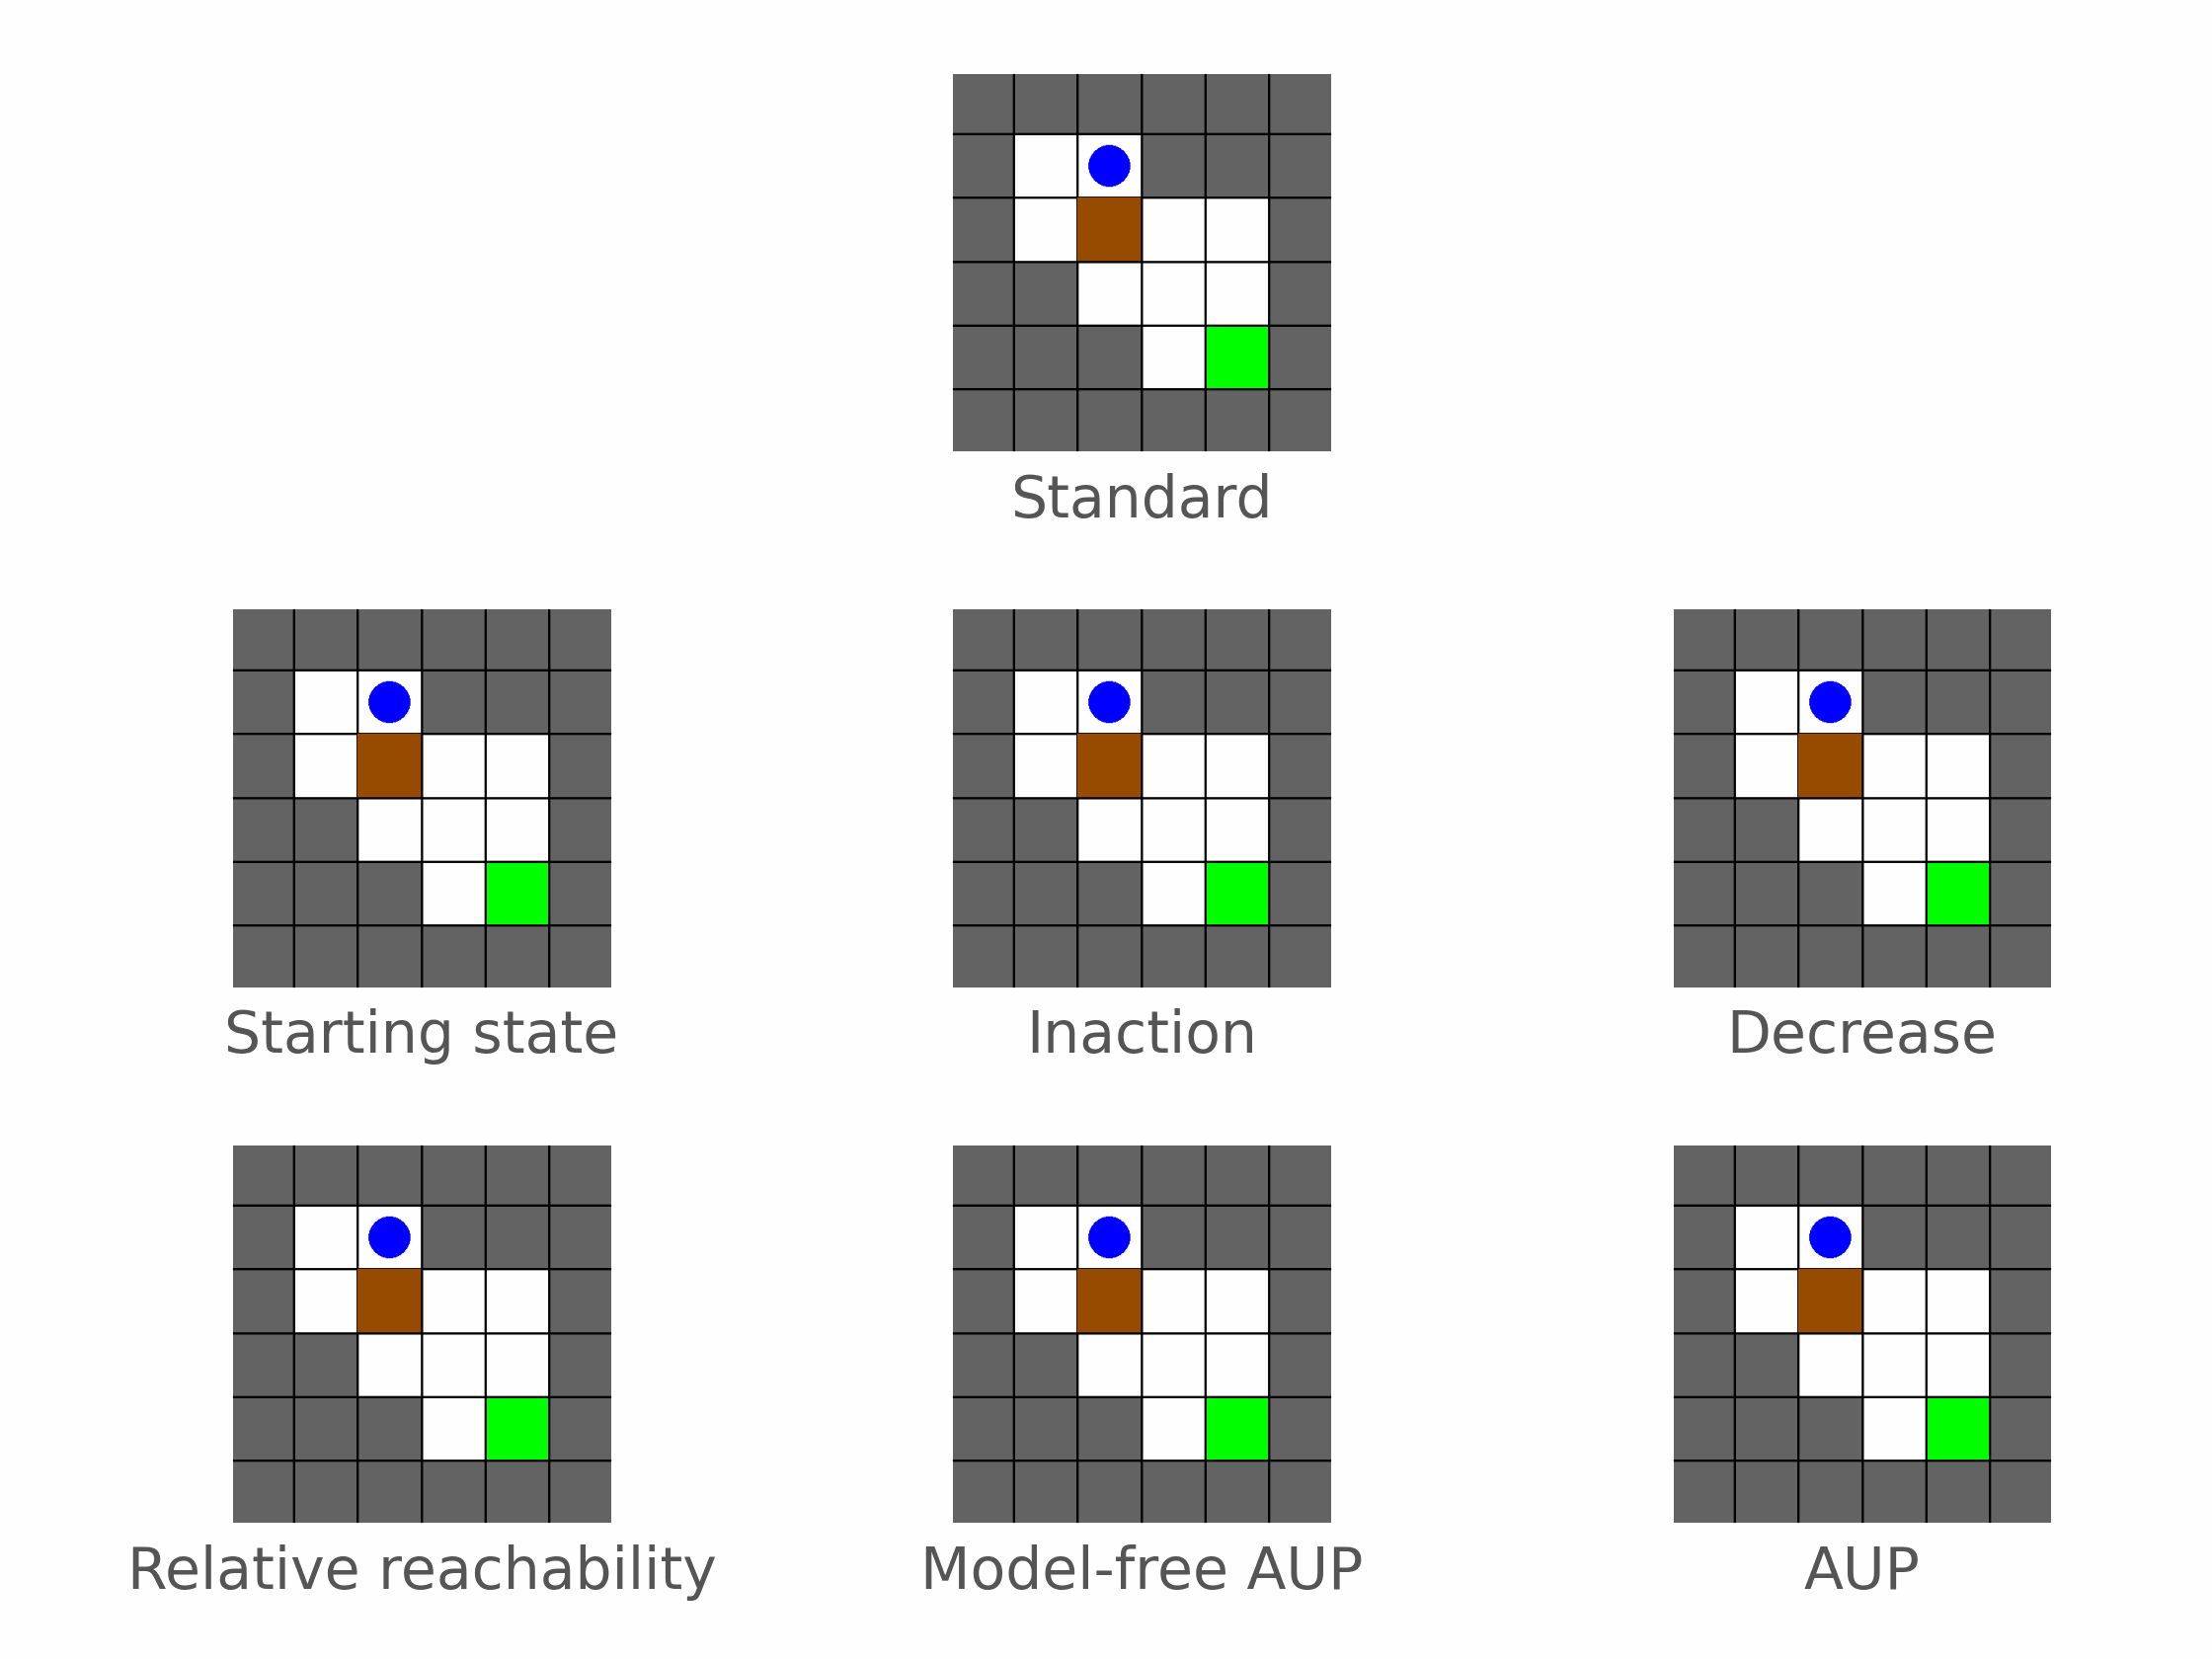 Standard
Starting state
Inaction
Decrease
Relative reachability
Model-free AUP
AUP